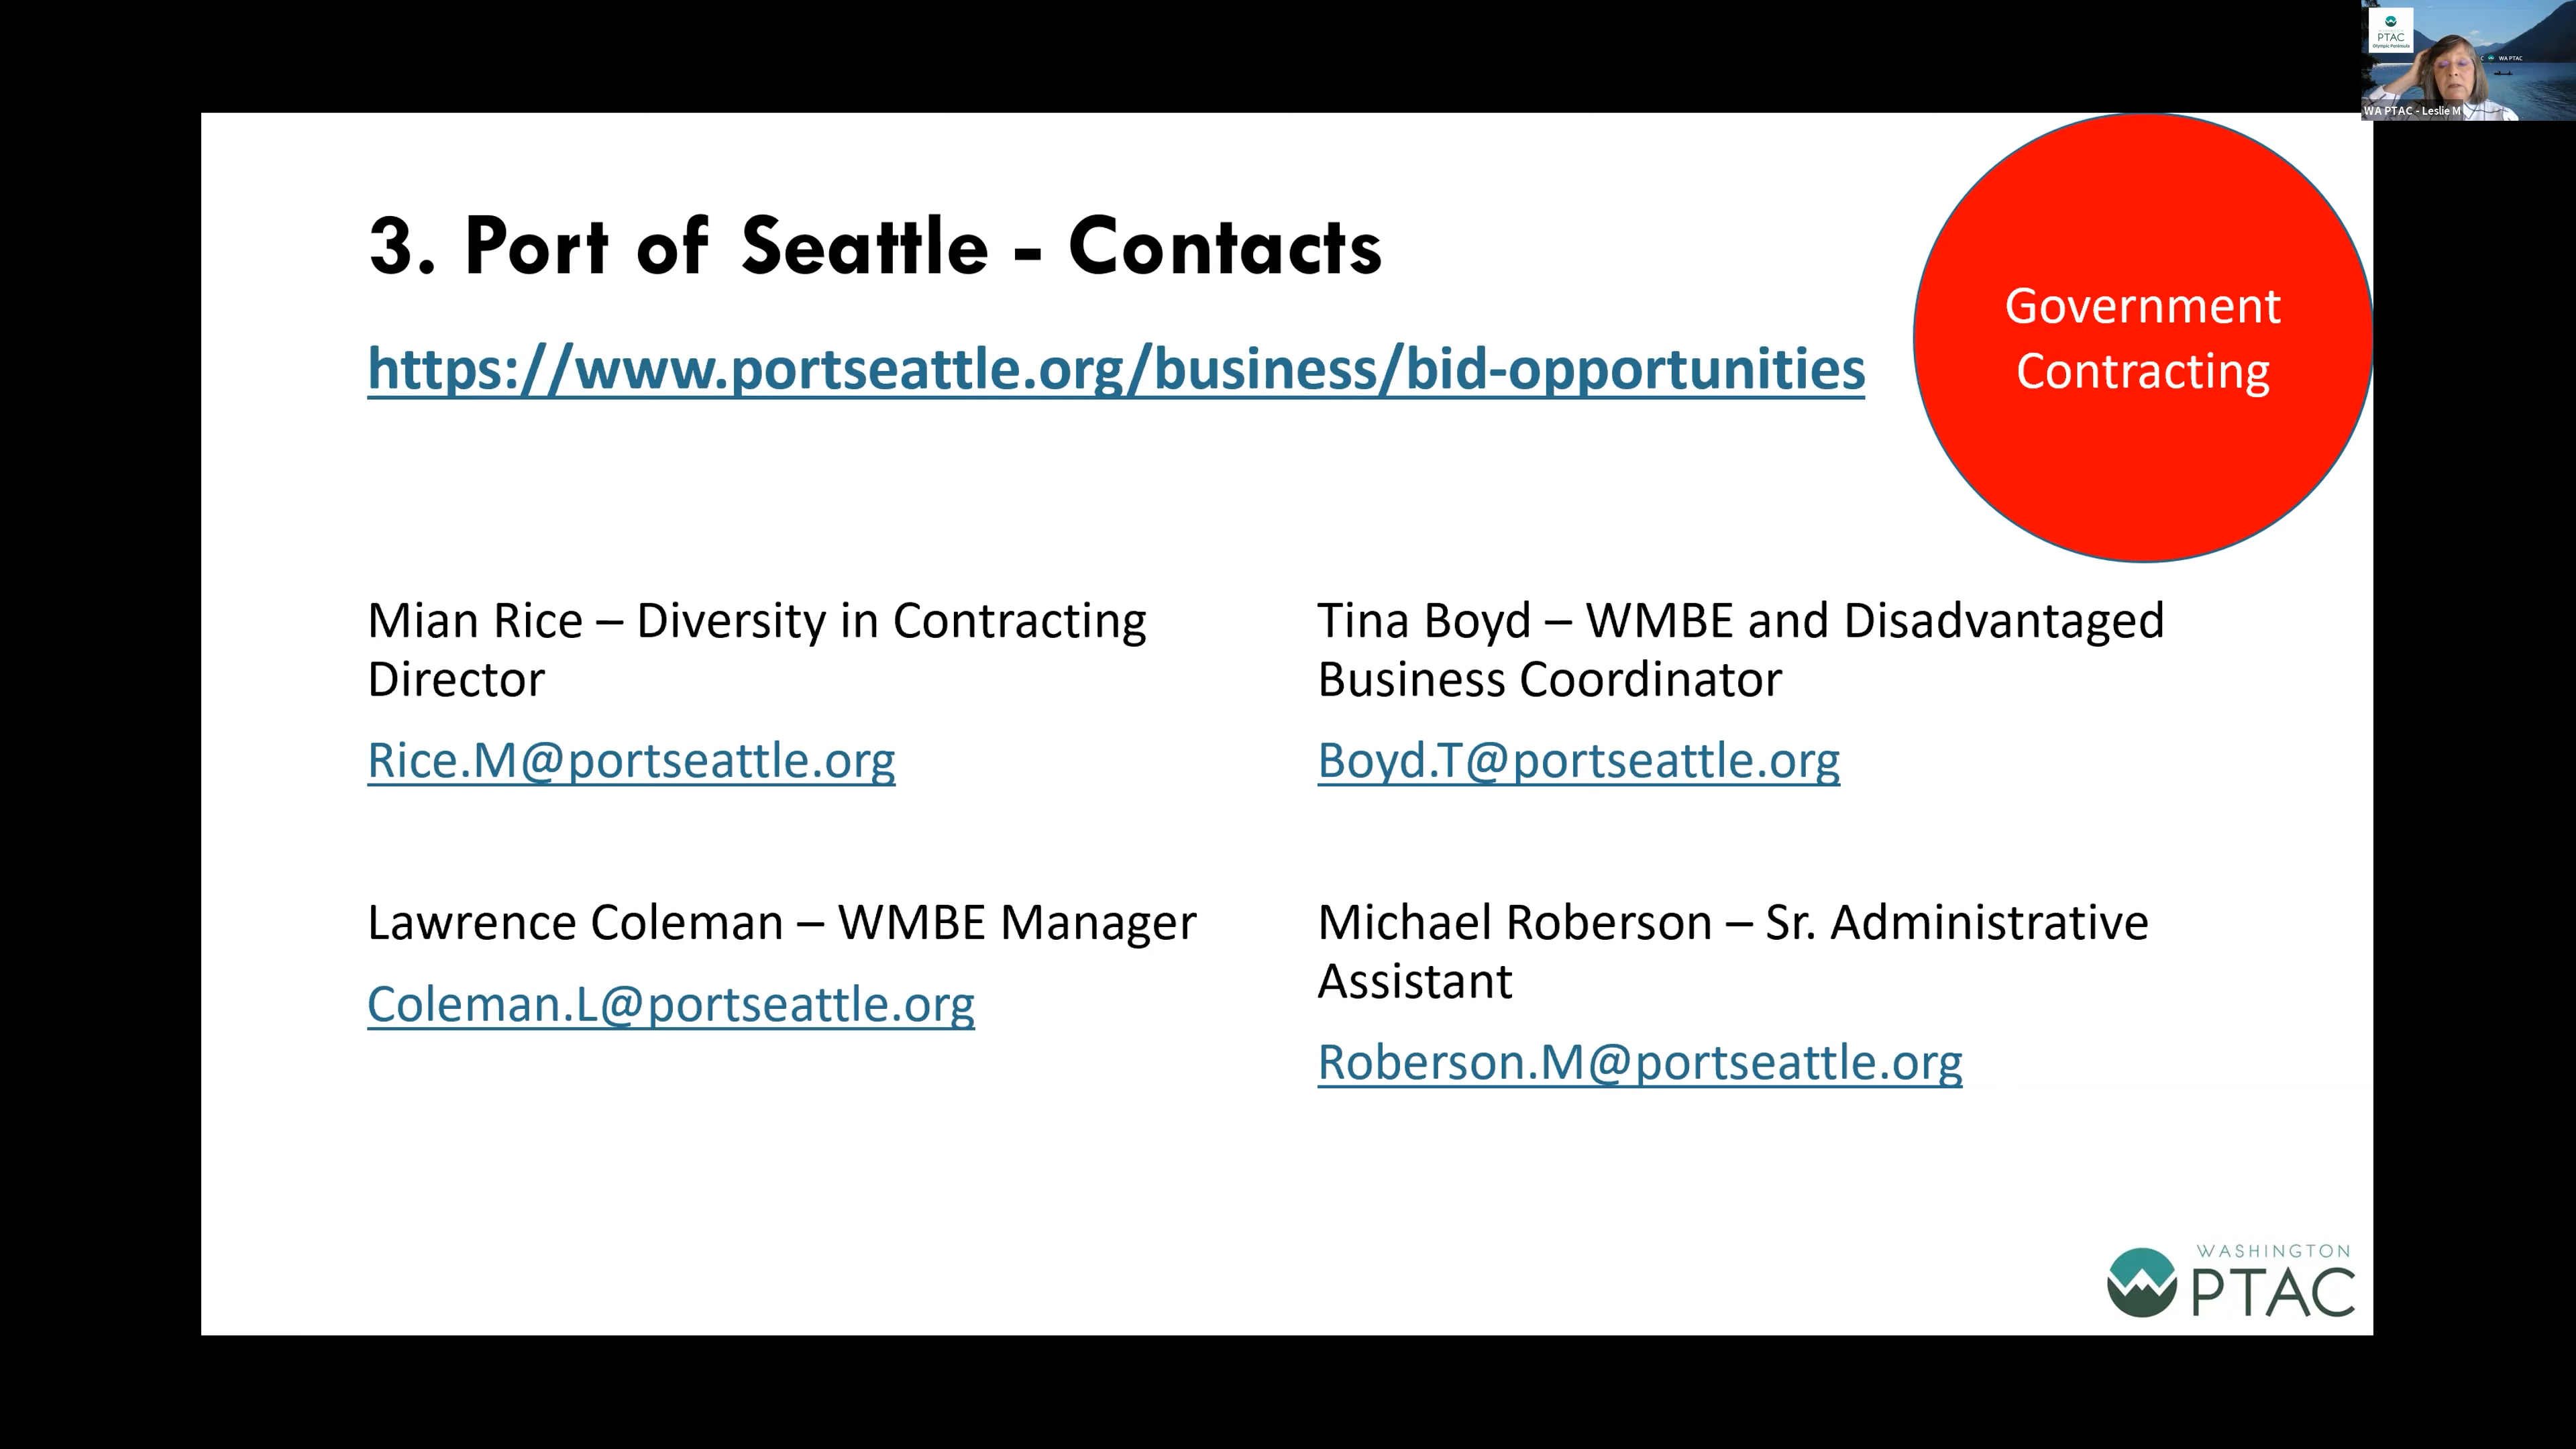 PTAC
Olympic Peninsula
WA PTAC
WA PTAC - Leslie M
3. Port of Seattle - Contacts
https://www.portseattle.org/business/bid-opportunities
Government
Contracting
Mian Rice – Diversity in Contracting
Director
Rice.M@portseattle.org
Lawrence Coleman – WMBE Manager
Coleman.L@portseattle.org
Tina Boyd – WMBE and Disadvantaged
Business Coordinator
Boyd.T@portseattle.org
Michael Roberson – Sr. Administrative
Assistant
Roberson.M@portseattle.org
WASHINGTON
PTAC